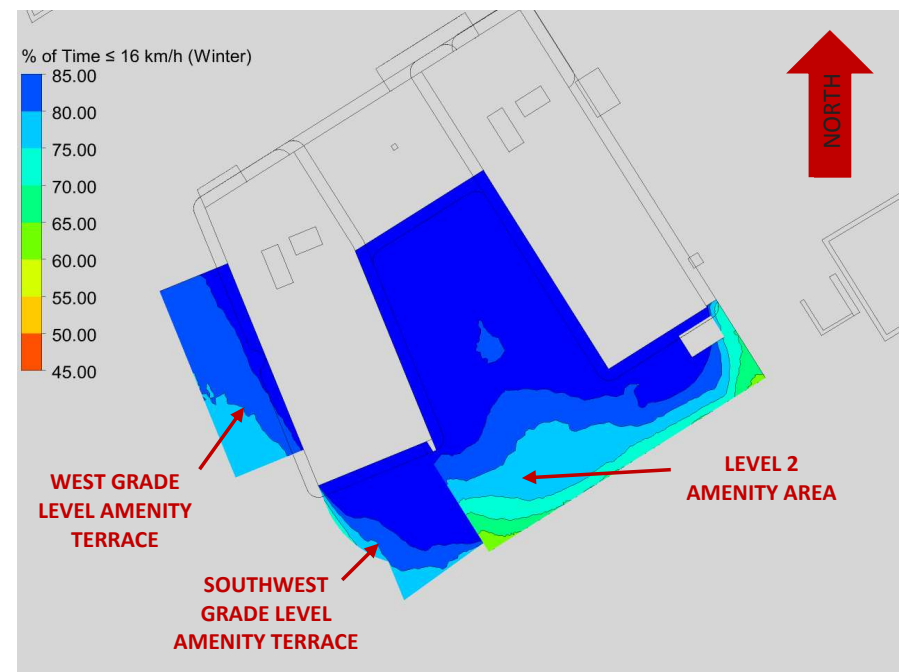 % of Time ≤ 16 km/h (Winter)
85.00
80.00
75.00
70.00
65.00
60.00
55.00
50.00
45.00
NORTH
WEST GRADE
LEVEL AMENITY
TERRACE
LEVEL 2
AMENITY AREA
SOUTHWEST
GRADE LEVEL
AMENITY TERRACE